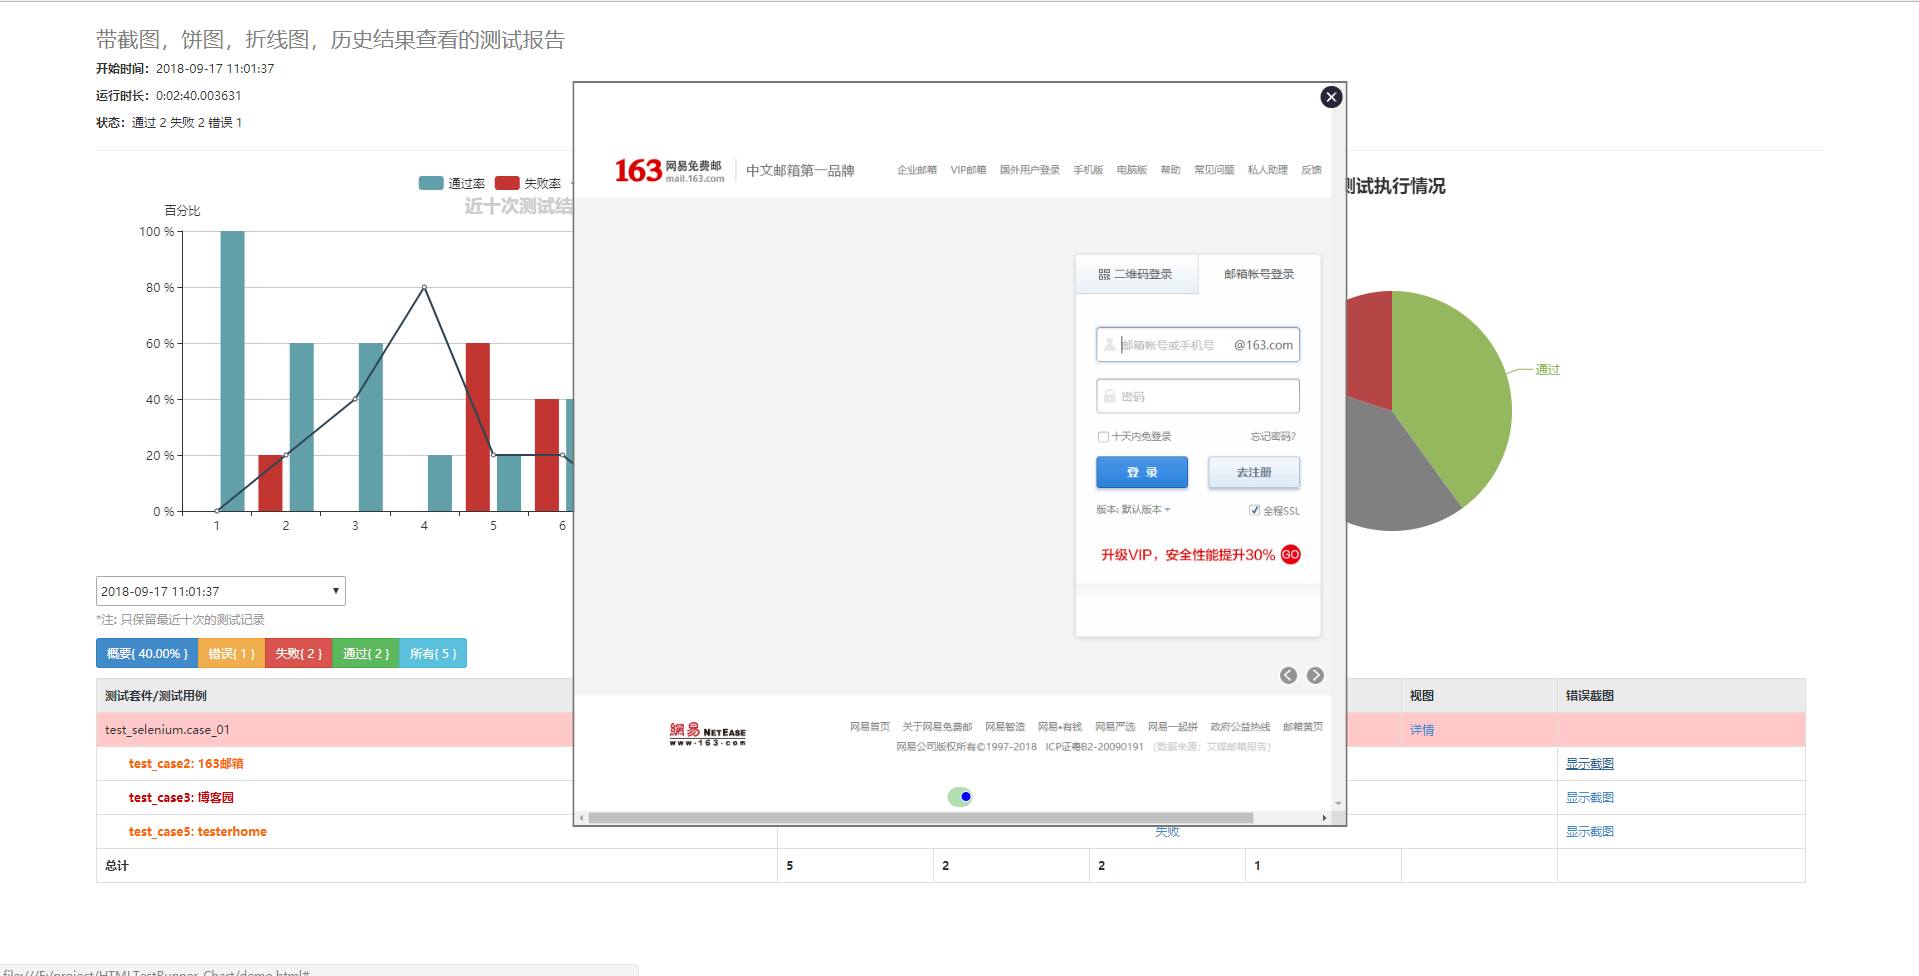 带截图，饼图，折线图，历史结果查看的测试报告
开始时间： 2018-09-17 11:01:37
运行时长： 0:02:40.003631
状态： 通过 2 失败 2 错误 1
通过率 失败率
近十次测试结
百分比
100 %
80 %
60 %
40 %
20 %
0 %
1 2 3 4 5 6
163 网易免费邮 mail.163.com 中文邮箱第一品牌
企业邮箱 VIP邮箱 国外用户登录 手机版 电脑版 帮助 常见问题 私人助理 反馈
二维码登录 邮箱帐号登录
邮箱帐号或手机号 @163.com
密码
十天内免登录 忘记密码?
登 录 去注册
版本: 默认版本 全程SSL
升级VIP，安全性能提升30% GO
網易 NETEASE
www.163.com
网易首页 关于网易免费邮 网易智造 网易•有钱 网易严选 网易一起拼 政府公益热线 邮箱黄页
网易公司版权所有©1997-2018 ICP证粤B2-20090191 (数据来源：艾媒邮箱报告)
测试执行情况
通过
2018-09-17 11:01:37
*注: 只保留最近十次的测试记录
概要{ 40.00% } 错误{ 1 } 失败{ 2 } 通过{ 2 } 所有{ 5 }
测试套件/测试用例 视图 错误截图
test_selenium.case_01 详情
test_case2: 163邮箱 显示截图
test_case3: 博客园 显示截图
test_case5: testerhome 失败 显示截图
总计 5 2 2 1
file:///E:/project/HTMLTestRunner_Chart/demo.html#